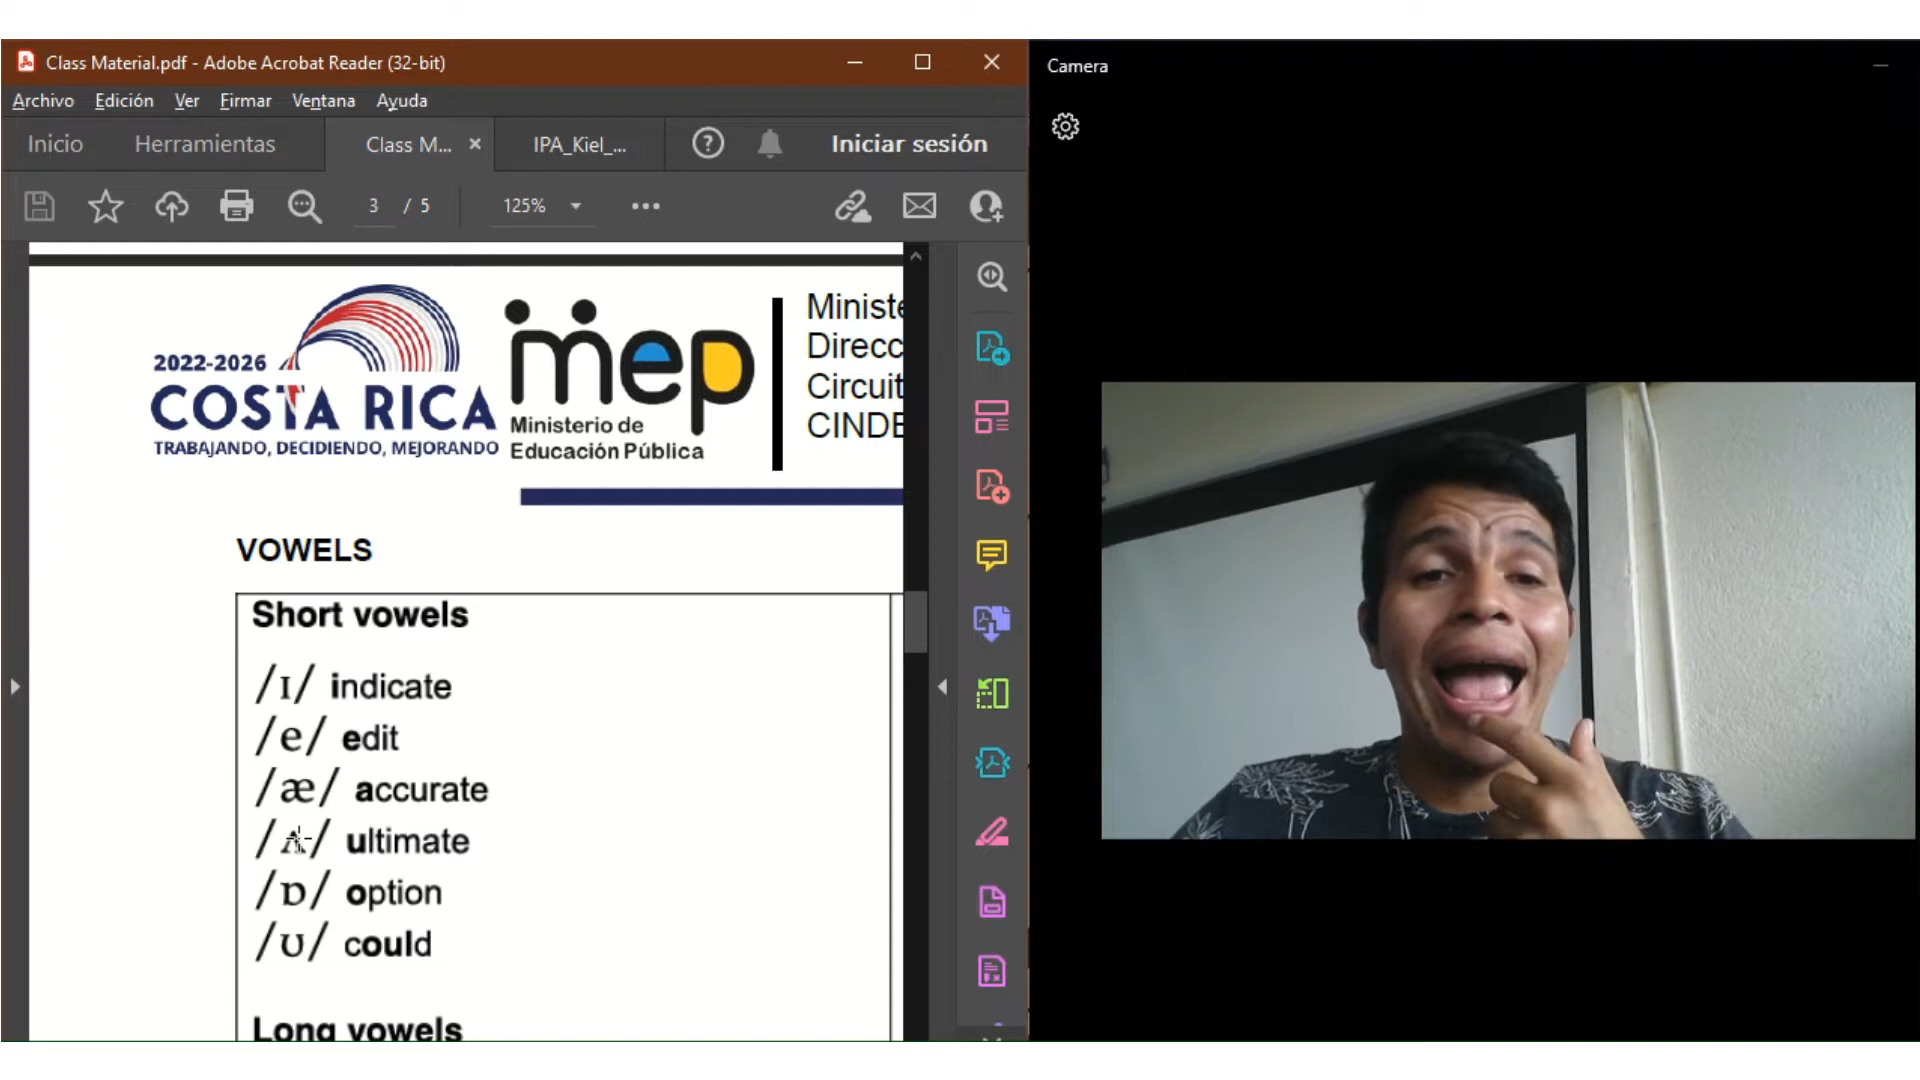 Class Material.pdf - Adobe Acrobat Reader (32-bit)
Archivo Edición Ver Firmar Ventana Ayuda
Inicio Herramientas Class M... IPA_Kiel_... Iniciar sesión
3 / 5 125%
2022-2026
COSTA RICA
TRABAJANDO, DECIDIENDO, MEJORANDO
mep
Ministerio de
Educación Pública
Ministe
Direcc
Circuit
CINDE
VOWELS
Short vowels
/ɪ/ indicate
/e/ edit
/æ/ accurate
/ʌ/ ultimate
/ɒ/ option
/ʊ/ could
Long vowels
Camera